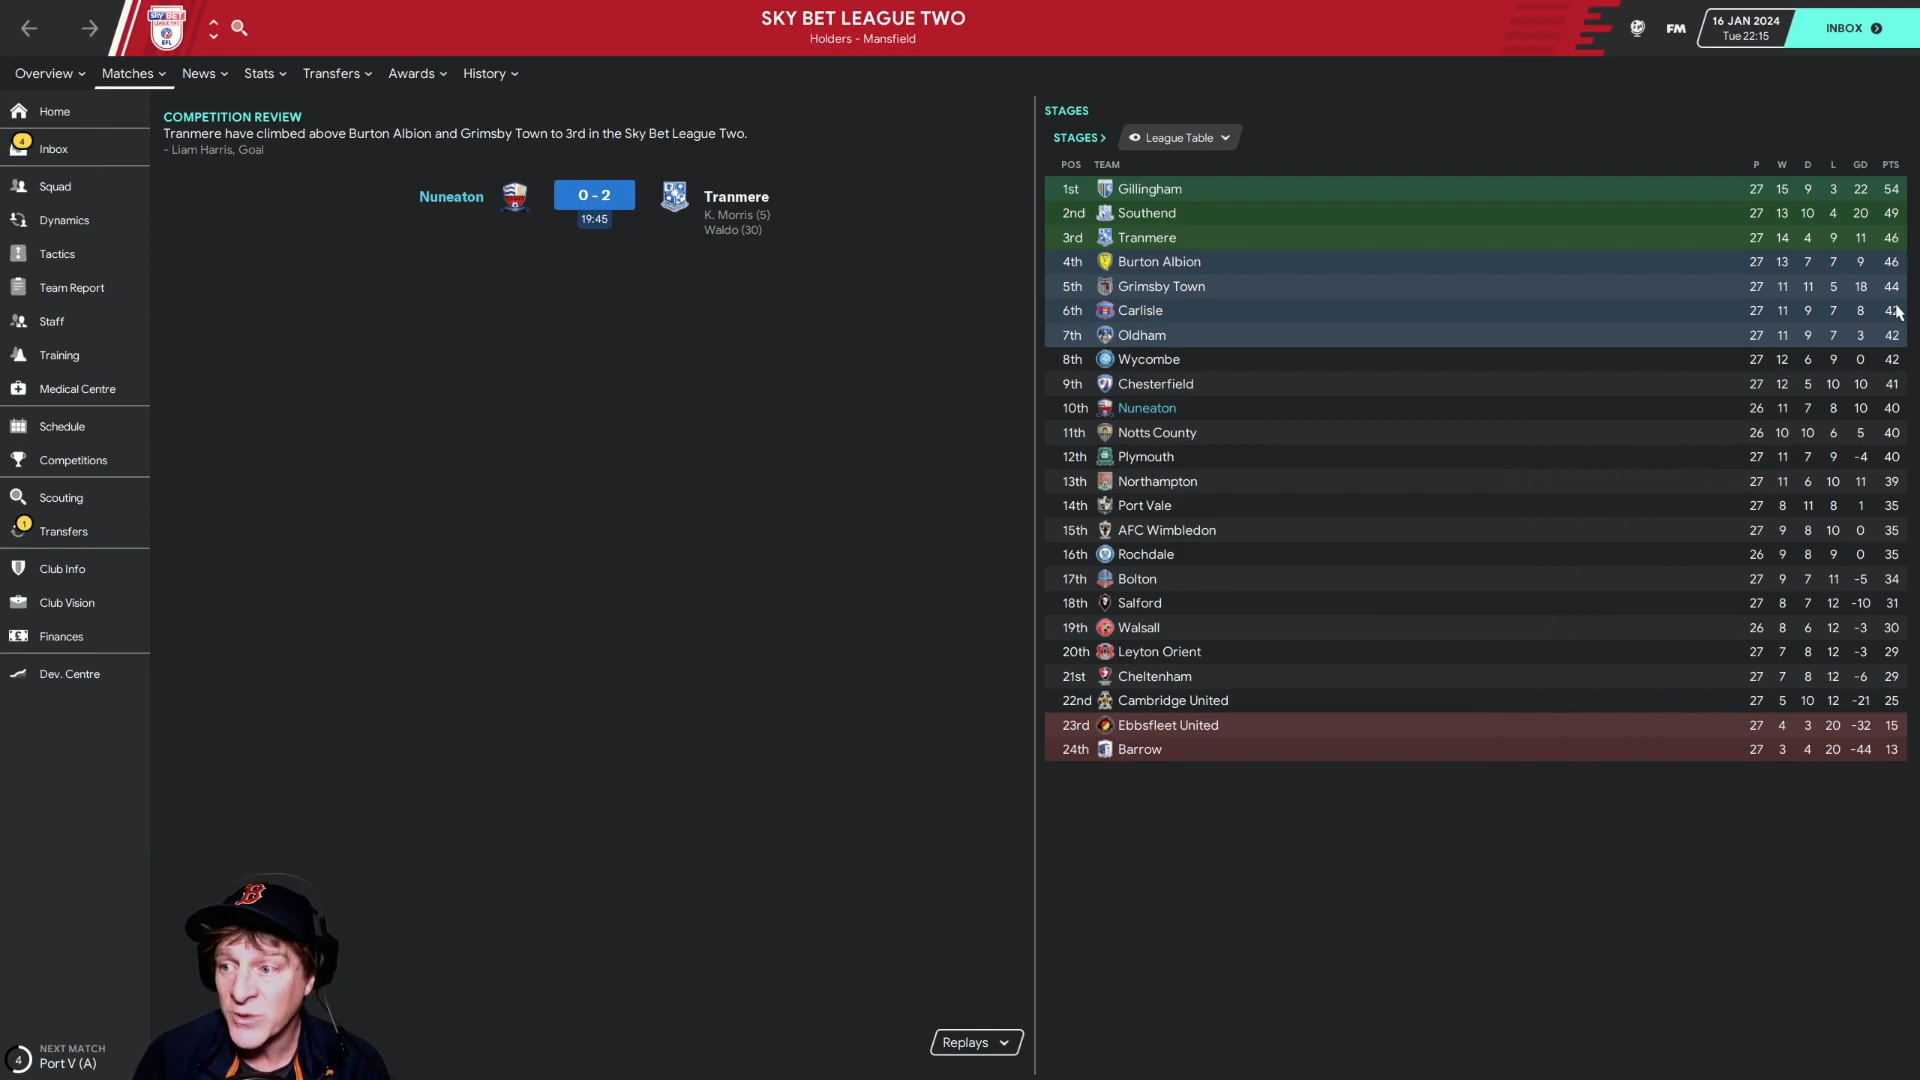 SKY BET LEAGUE TWO
Holders - Mansfield
16 JAN 2024
Tue 22:15
FM
INBOX
Overview Matches News Stats Transfers Awards History
Home
4
Inbox
Squad
Dynamics
Tactics
Team Report
Staff
Training
Medical Centre
Schedule
Competitions
Scouting
1
Transfers
Club Info
Club Vision
Finances
Dev. Centre
4
NEXT MATCH
Port V (A)
COMPETITION REVIEW
Tranmere have climbed above Burton Albion and Grimsby Town to 3rd in the Sky Bet League Two.
- Liam Harris, Goal
Nuneaton 0 - 2 Tranmere
19:45
K. Morris (5)
Waldo (30)
Replays
B
STAGES
STAGES > League Table
POS TEAM P W D L GD PTS
1st Gillingham 27 15 9 3 22 54
2nd Southend 27 13 10 4 20 49
3rd Tranmere 27 14 4 9 11 46
4th Burton Albion 27 13 7 7 9 46
5th Grimsby Town 27 11 11 5 18 44
6th Carlisle 27 11 9 7 8 42
7th Oldham 27 11 9 7 3 42
8th Wycombe 27 12 6 9 0 42
9th Chesterfield 27 12 5 10 10 41
10th Nuneaton 26 11 7 8 10 40
11th Notts County 26 10 10 6 5 40
12th Plymouth 27 11 7 9 -4 40
13th Northampton 27 11 6 10 11 39
14th Port Vale 27 8 11 8 1 35
15th AFC Wimbledon 27 9 8 10 0 35
16th Rochdale 26 9 8 9 0 35
17th Bolton 27 9 7 11 -5 34
18th Salford 27 8 7 12 -10 31
19th Walsall 26 8 6 12 -3 30
20th Leyton Orient 27 7 8 12 -3 29
21st Cheltenham 27 7 8 12 -6 29
22nd Cambridge United 27 5 10 12 -21 25
23rd Ebbsfleet United 27 4 3 20 -32 15
24th Barrow 27 3 4 20 -44 13